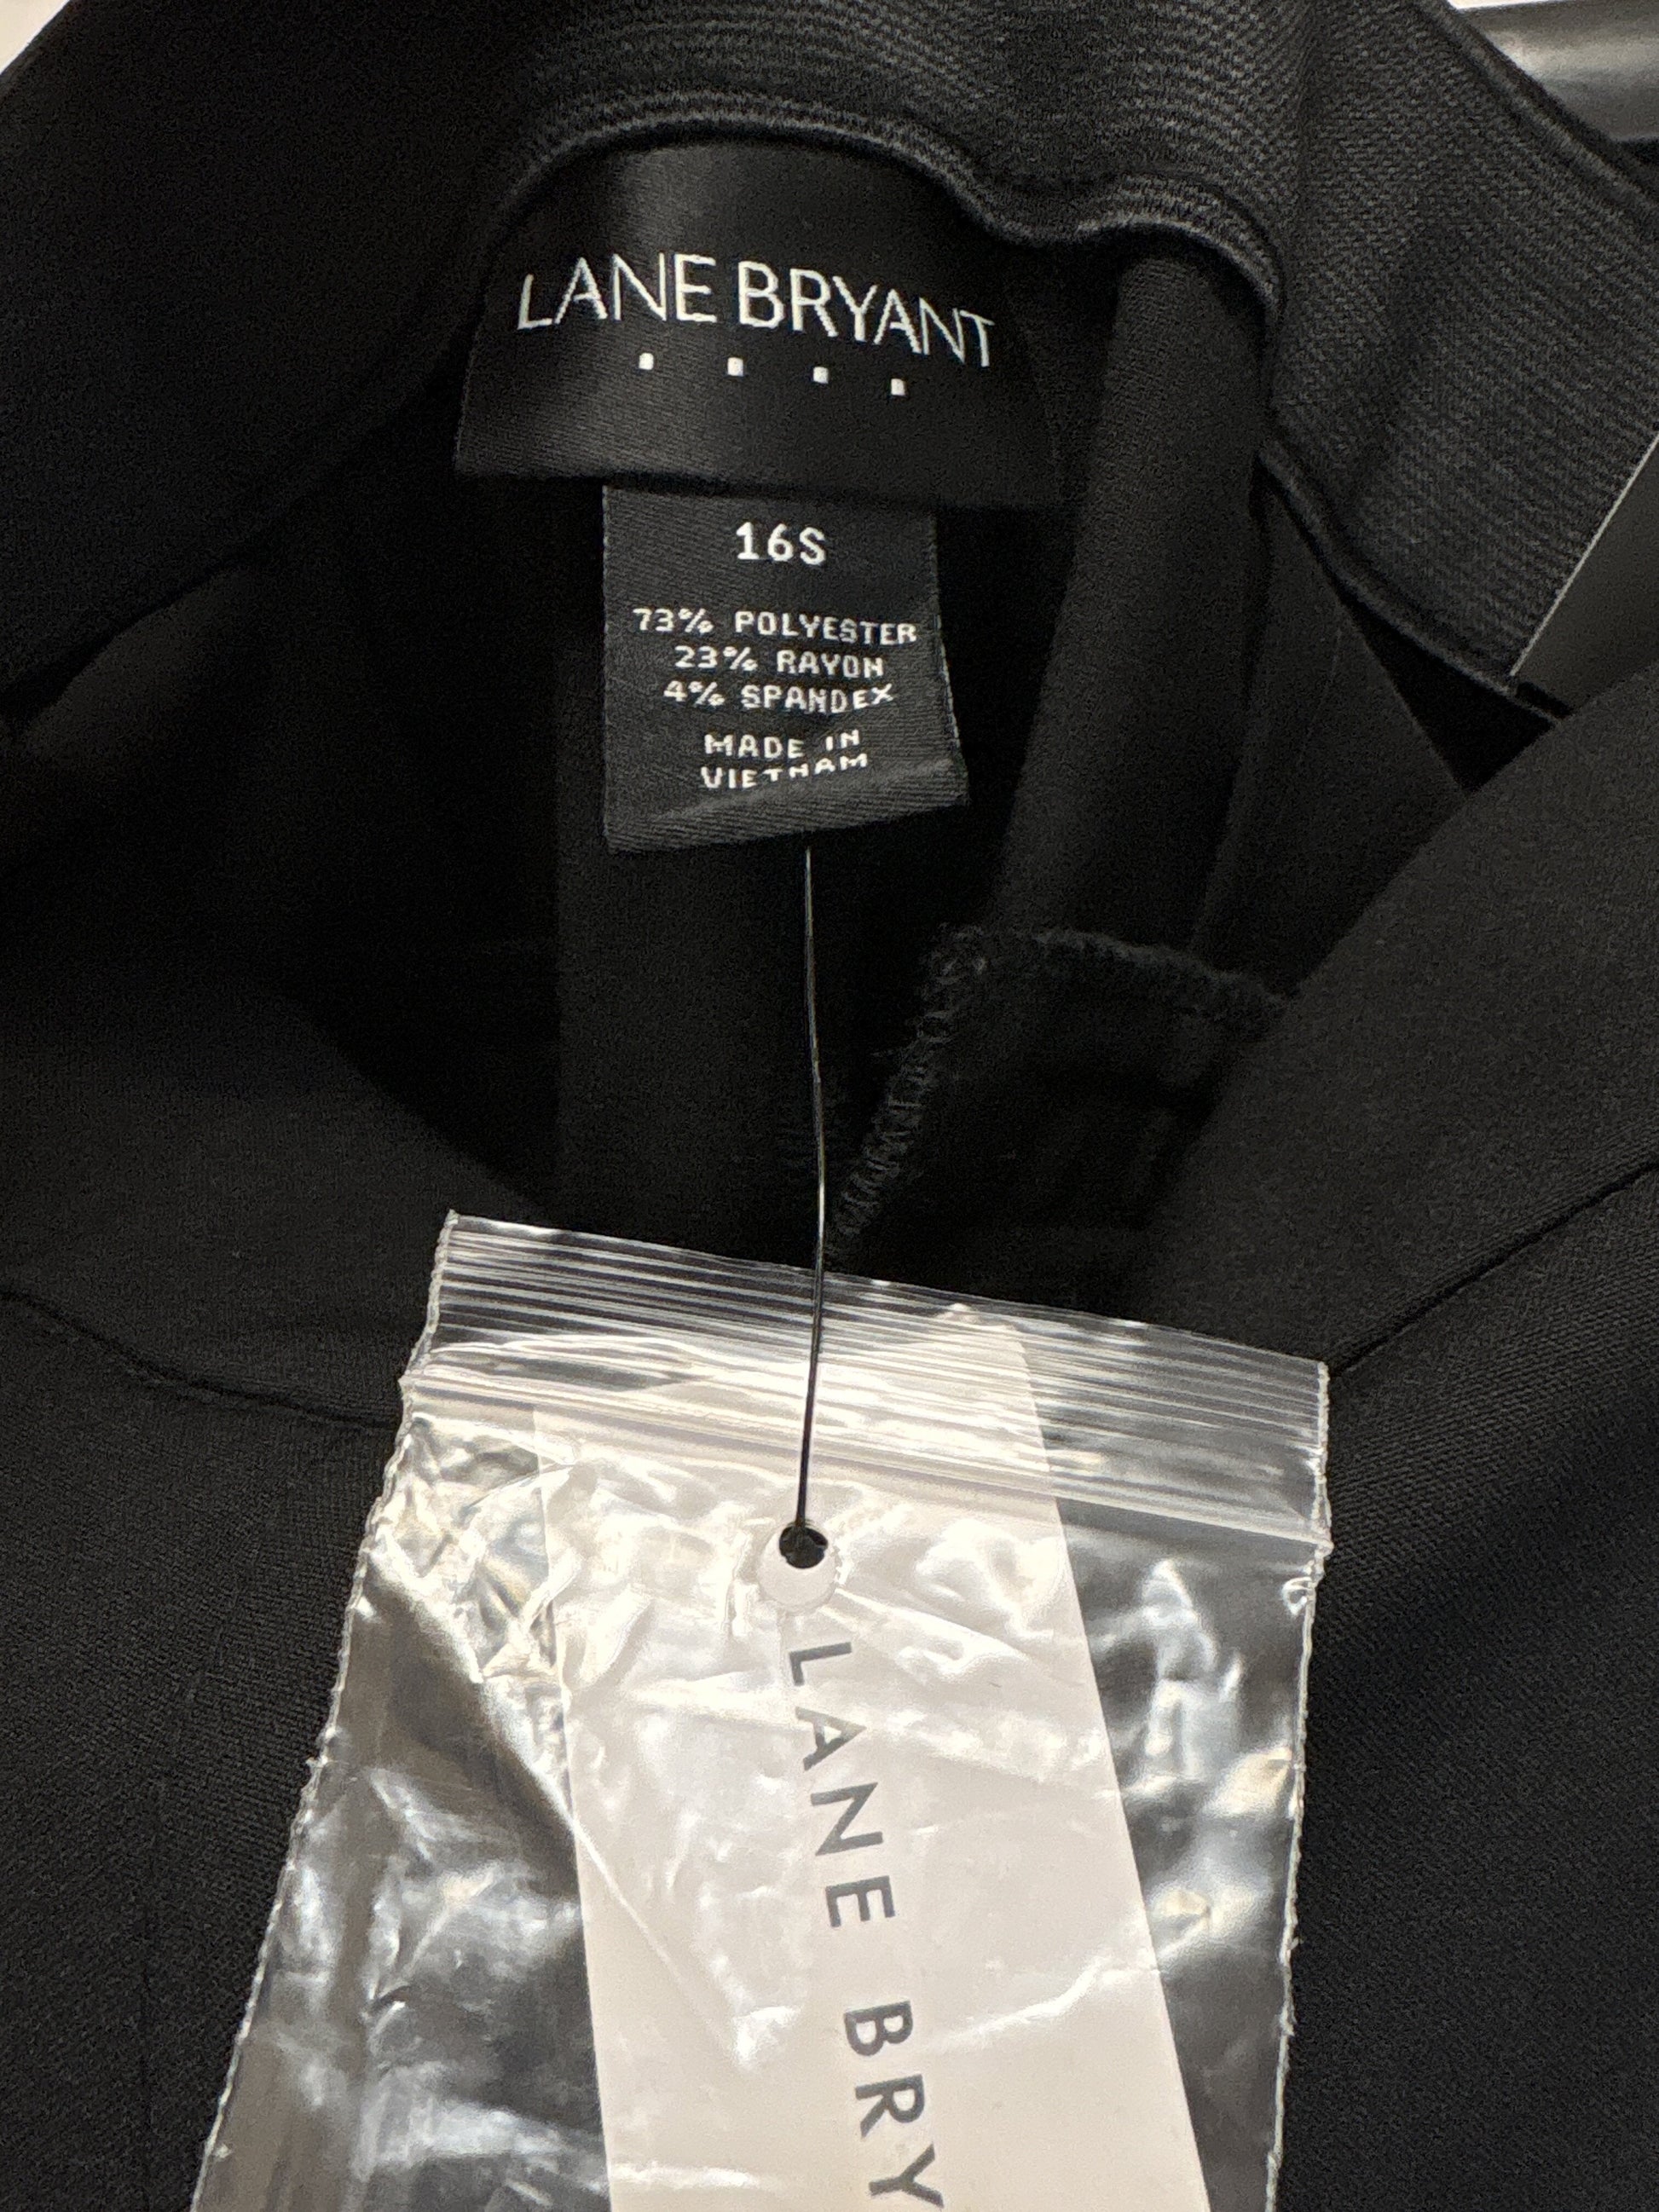 LANE BRYANT
16S
73% POLYESTER
23% RAYON
4% SPANDEX
MADE IN
VIETNAM
LANE BRY